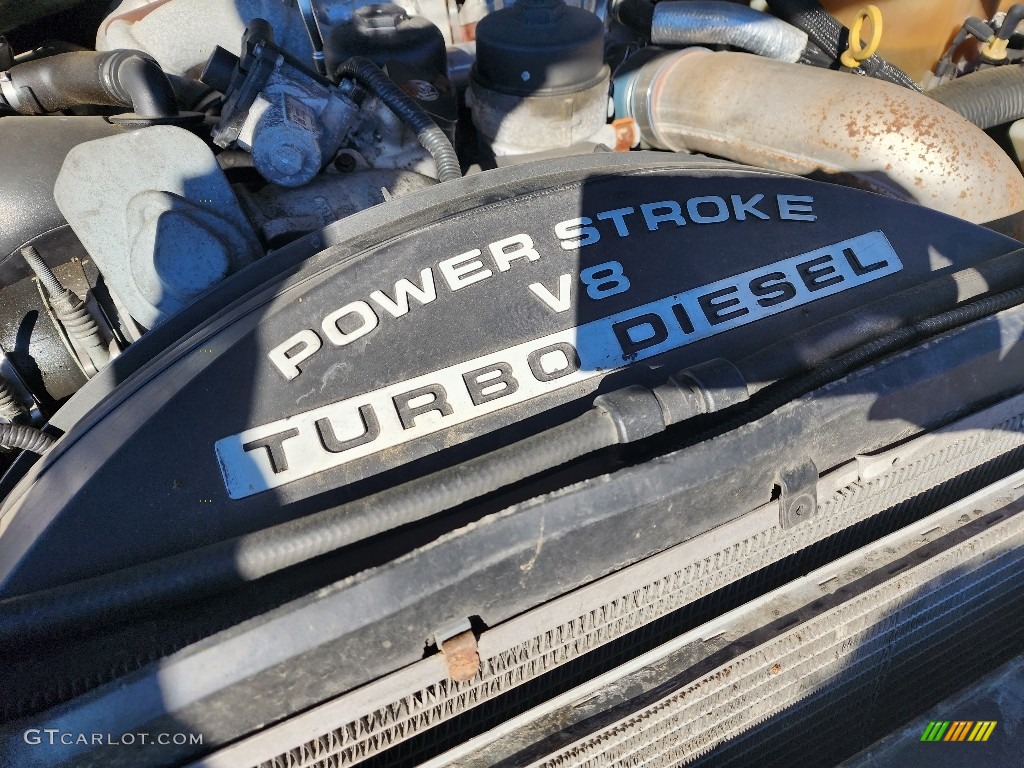 POWER STROKE
V8
TURBO DIESEL
GTCARLOT.COM